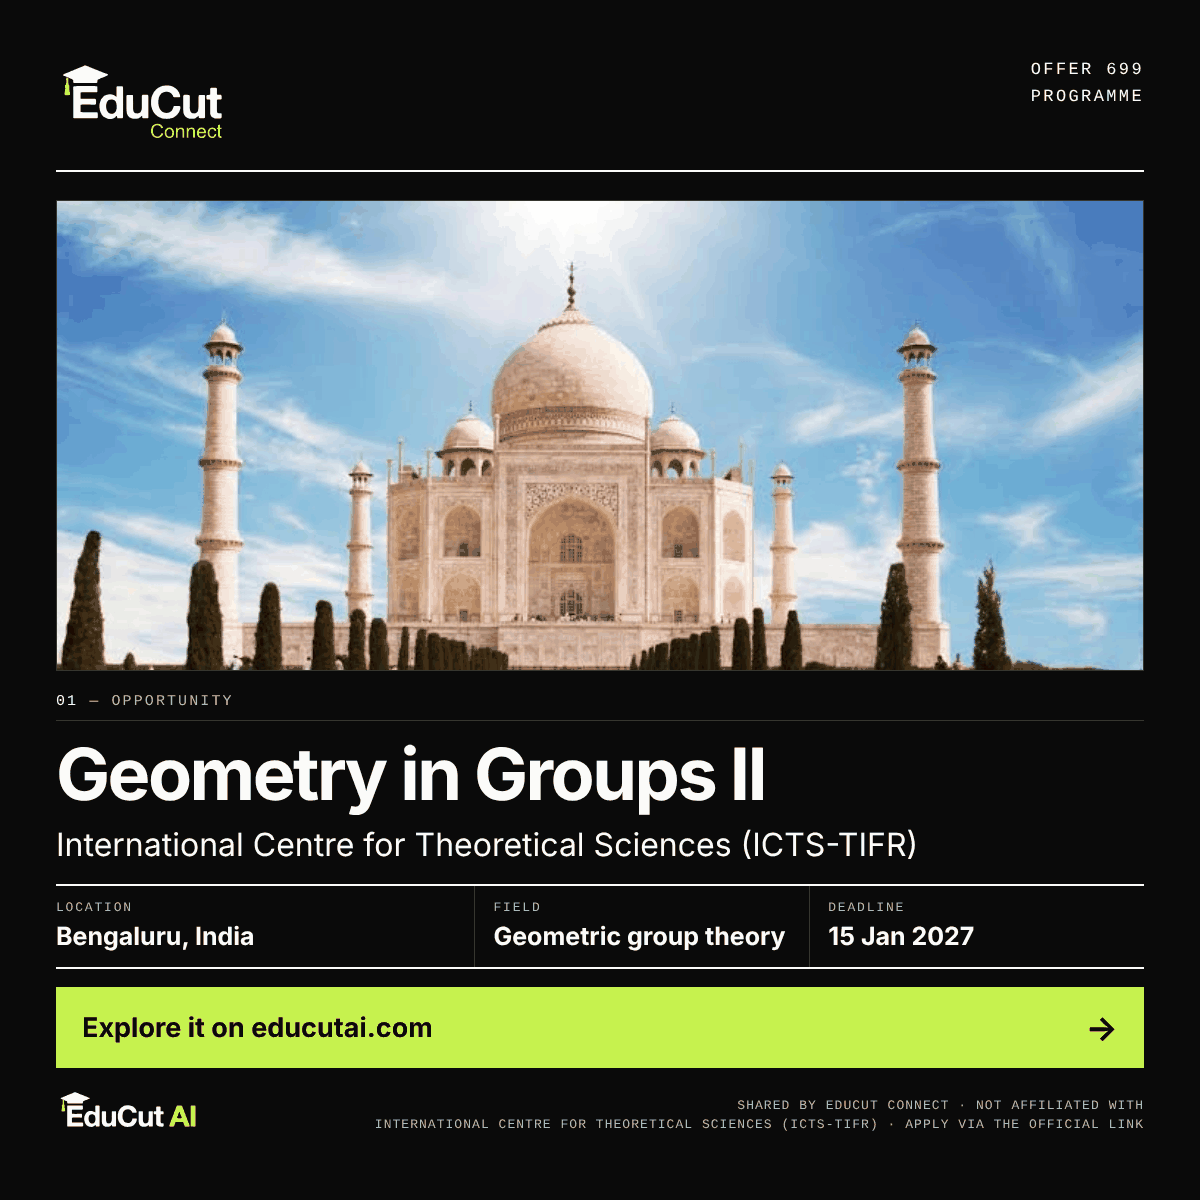 EduCut
Connect
OFFER 699
PROGRAMME
01 — OPPORTUNITY
Geometry in Groups II
International Centre for Theoretical Sciences (ICTS-TIFR)
LOCATION
Bengaluru, India
FIELD
Geometric group theory
DEADLINE
15 Jan 2027
Explore it on educutai.com →
EduCut AI
SHARED BY EDUCUT CONNECT · NOT AFFILIATED WITH
INTERNATIONAL CENTRE FOR THEORETICAL SCIENCES (ICTS-TIFR) · APPLY VIA THE OFFICIAL LINK